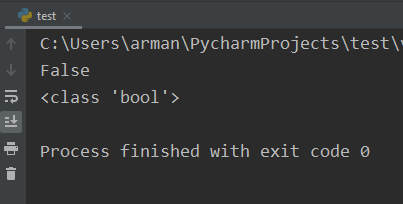 test
C:\Users\arman\PycharmProjects\test\
False
<class 'bool'>
Process finished with exit code 0